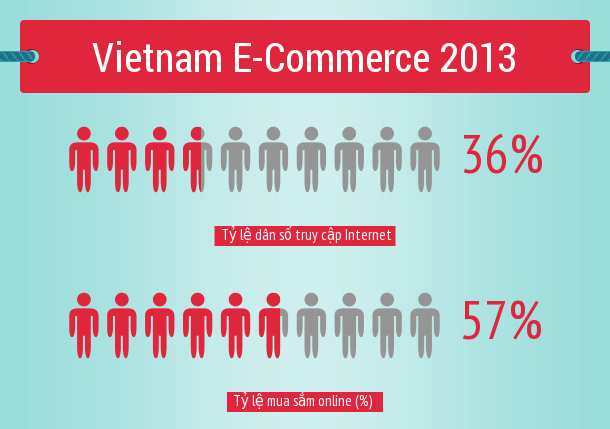 Vietnam E-Commerce 2013
36%
Tỷ lệ dân số truy cập Internet
57%
Tỷ lệ mua sắm online (%)